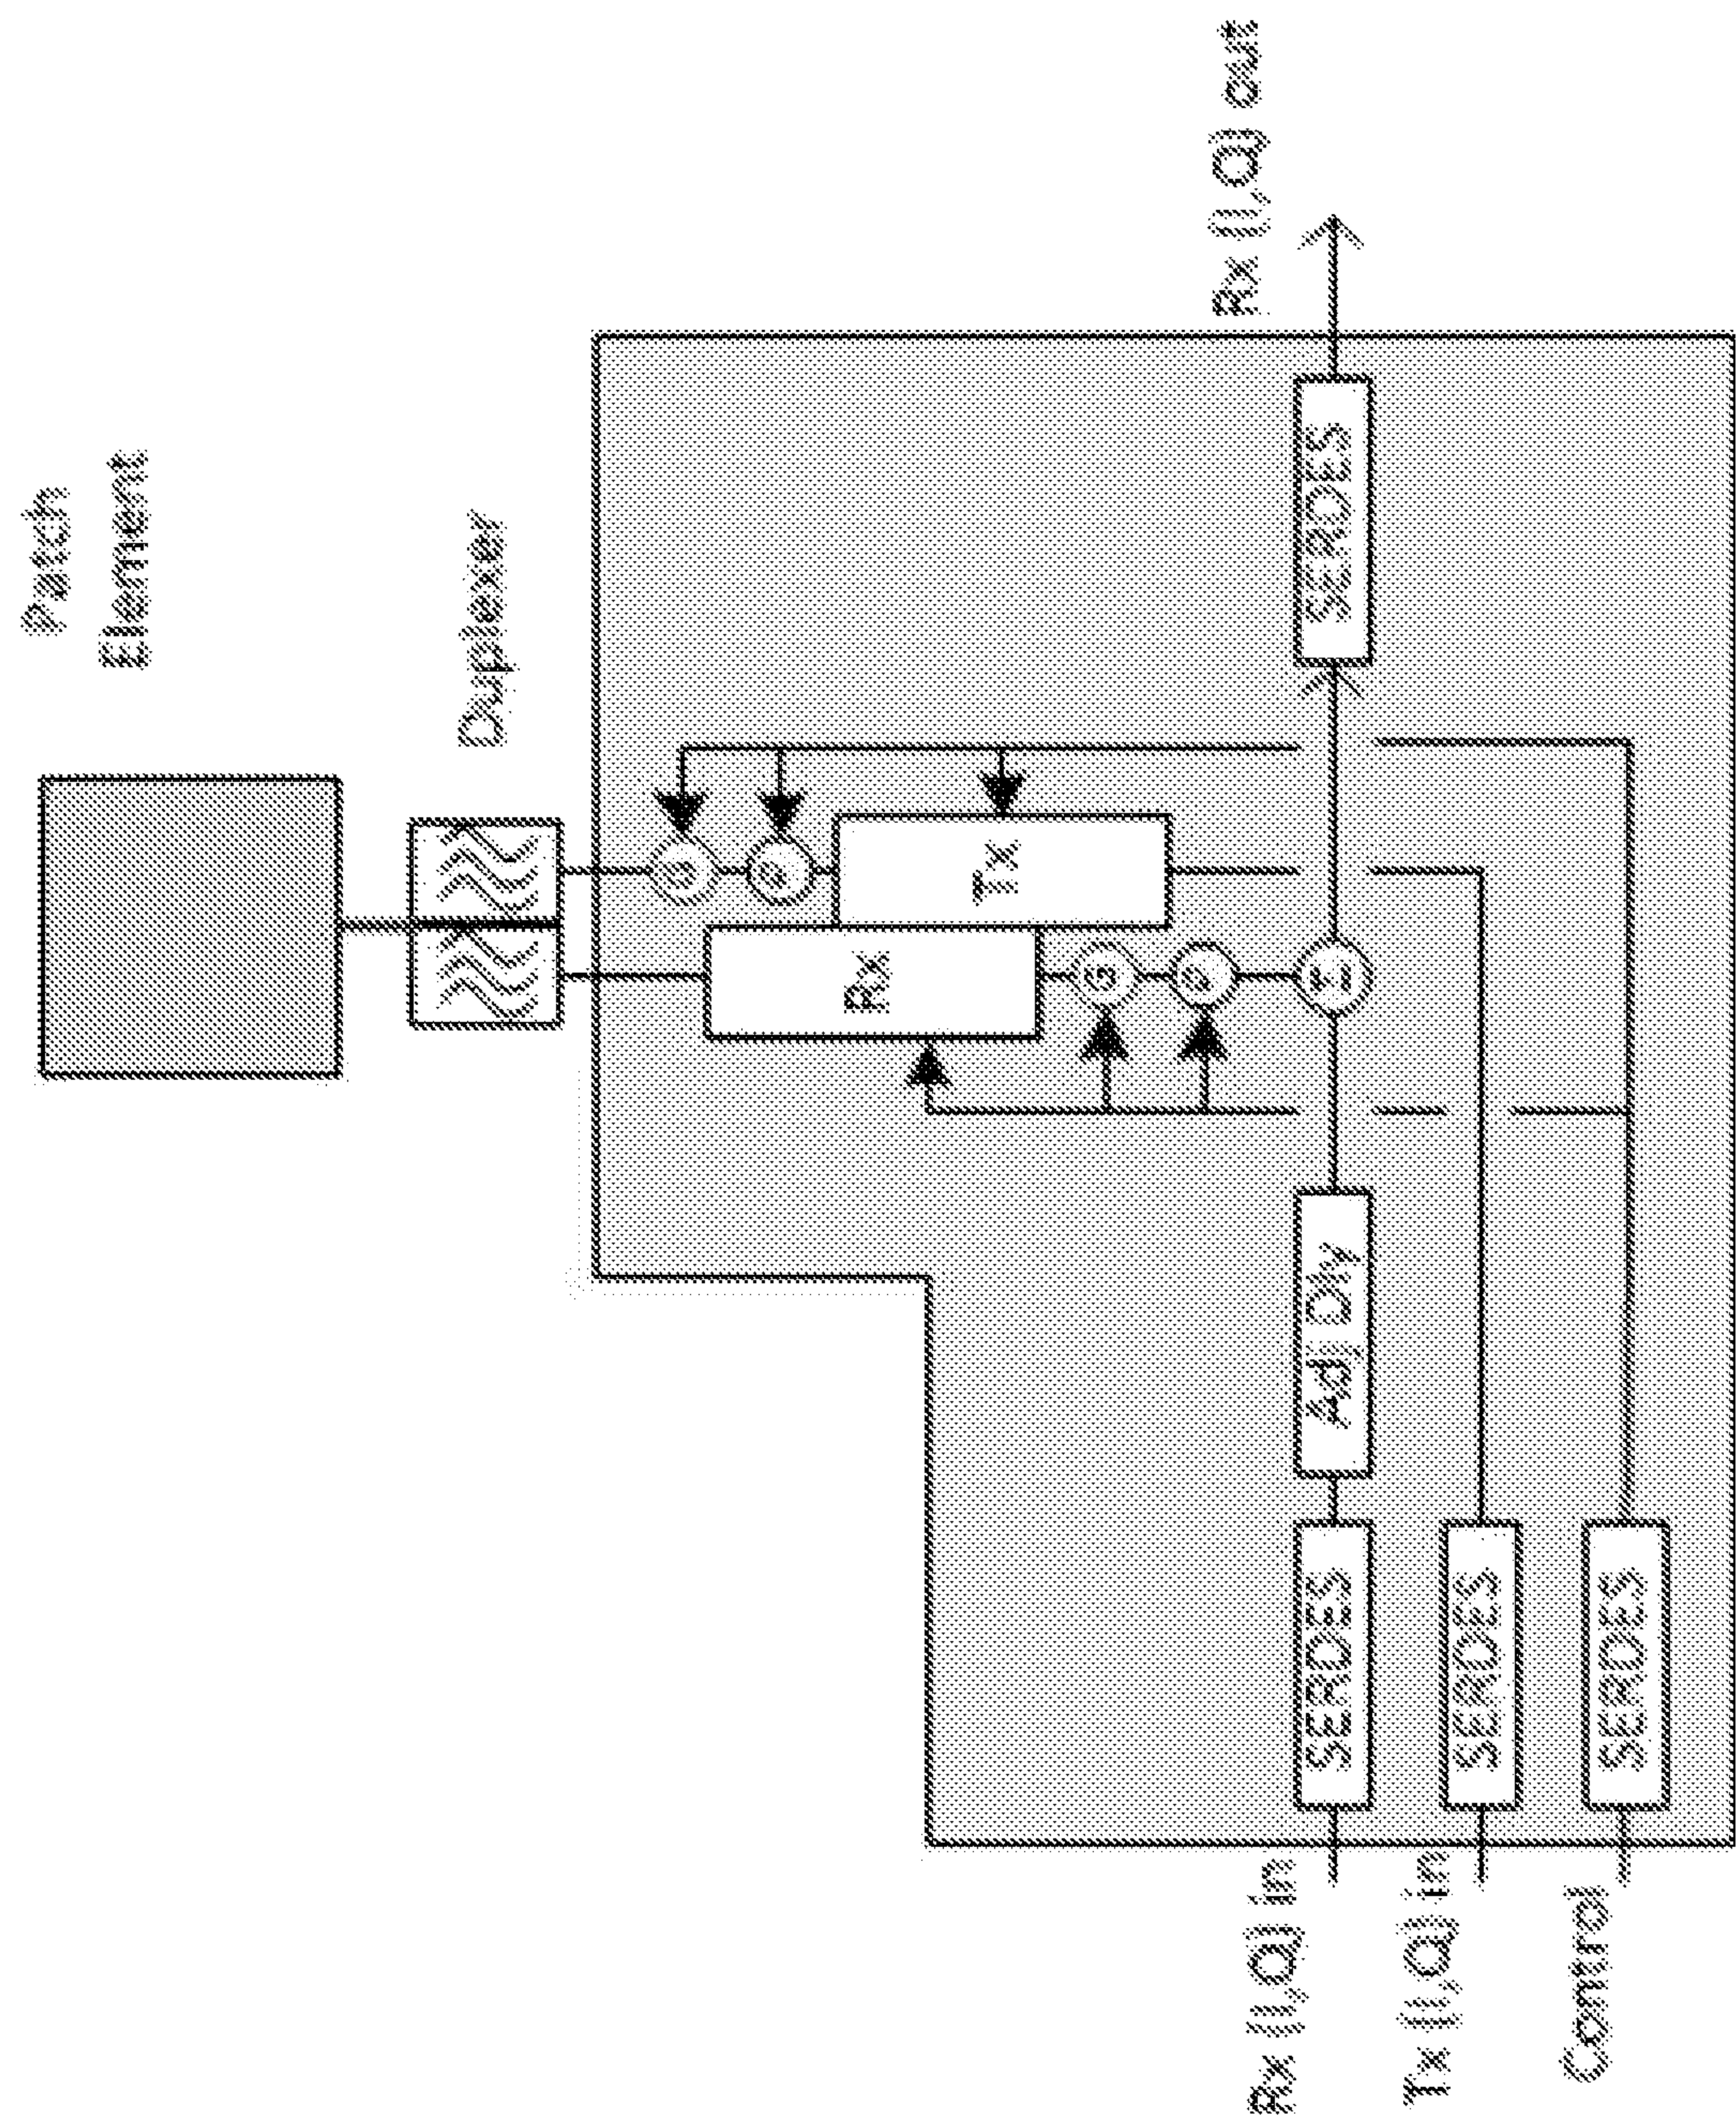 Patch
Element
Duplexer
Rx
Tx
G
φ
G
φ
Σ
Rx (I,Q) out
Rx (I,Q) in
SERDES
Adj Dly
SERDES
Tx (I,Q) in
SERDES
Control
SERDES